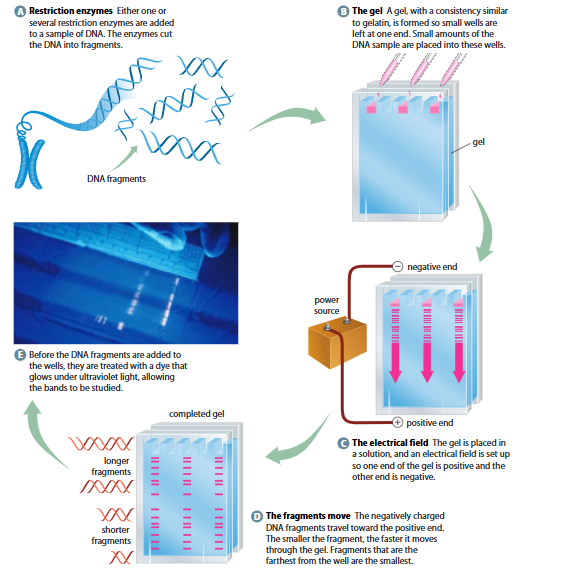 A Restriction enzymes Either one or
several restriction enzymes are added
to a sample of DNA. The enzymes cut
the DNA into fragments.
DNA fragments
B The gel A gel, with a consistency similar
to gelatin, is formed so small wells are
left at one end. Small amounts of the
DNA sample are placed into these wells.
gel
− negative end
power
source
+ positive end
C The electrical field The gel is placed in
a solution, and an electrical field is set up
so one end of the gel is positive and the
other end is negative.
completed gel
longer
fragments
shorter
fragments
D The fragments move The negatively charged
DNA fragments travel toward the positive end.
The smaller the fragment, the faster it moves
through the gel. Fragments that are the
farthest from the well are the smallest.
E Before the DNA fragments are added to
the wells, they are treated with a dye that
glows under ultraviolet light, allowing
the bands to be studied.